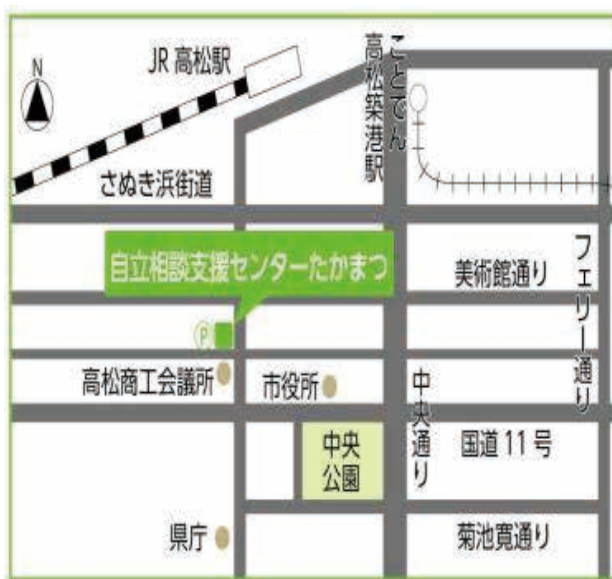 N
JR 高松駅
ことでん
高松築港駅
さぬき浜街道
自立相談支援センターたかまつ
美術館通り
フェリー通り
P
高松商工会議所
市役所
中央通り
中央
公園
国道 11 号
県庁
菊池寛通り